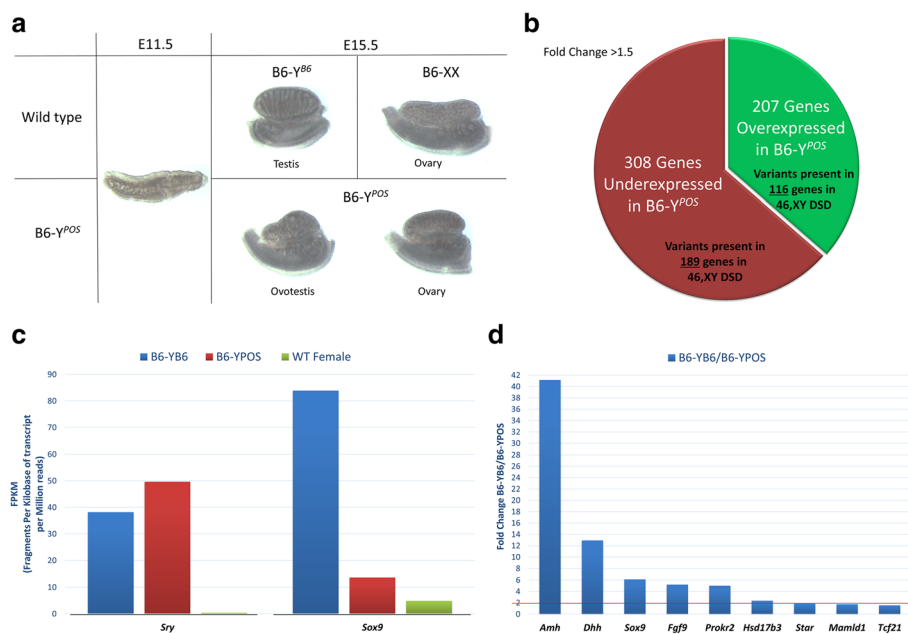 a
E11.5
E15.5
B6-Y^B6
B6-XX
Wild type
Testis
Ovary
B6-Y^POS
B6-Y^POS
Ovotestis
Ovary
b
Fold Change >1.5
207 Genes
Overexpressed
in B6-Y^POS
Variants present in
116 genes in
46,XY DSD
308 Genes
Underexpressed
in B6-Y^POS
Variants present in
189 genes in
46,XY DSD
c
B6-YB6 B6-YPOS WT Female
FPKM
(Fragments Per Kilobase of transcript
per Million reads)
90
80
70
60
50
40
30
20
10
0
Sry Sox9
d
B6-YB6/B6-YPOS
Fold Change B6-YB6/B6-YPOS
42
40
38
36
34
32
30
28
26
24
22
20
18
16
14
12
10
8
6
4
2
0
Amh Dhh Sox9 Fgf9 Prokr2 Hsd17b3 Star Mamld1 Tcf21